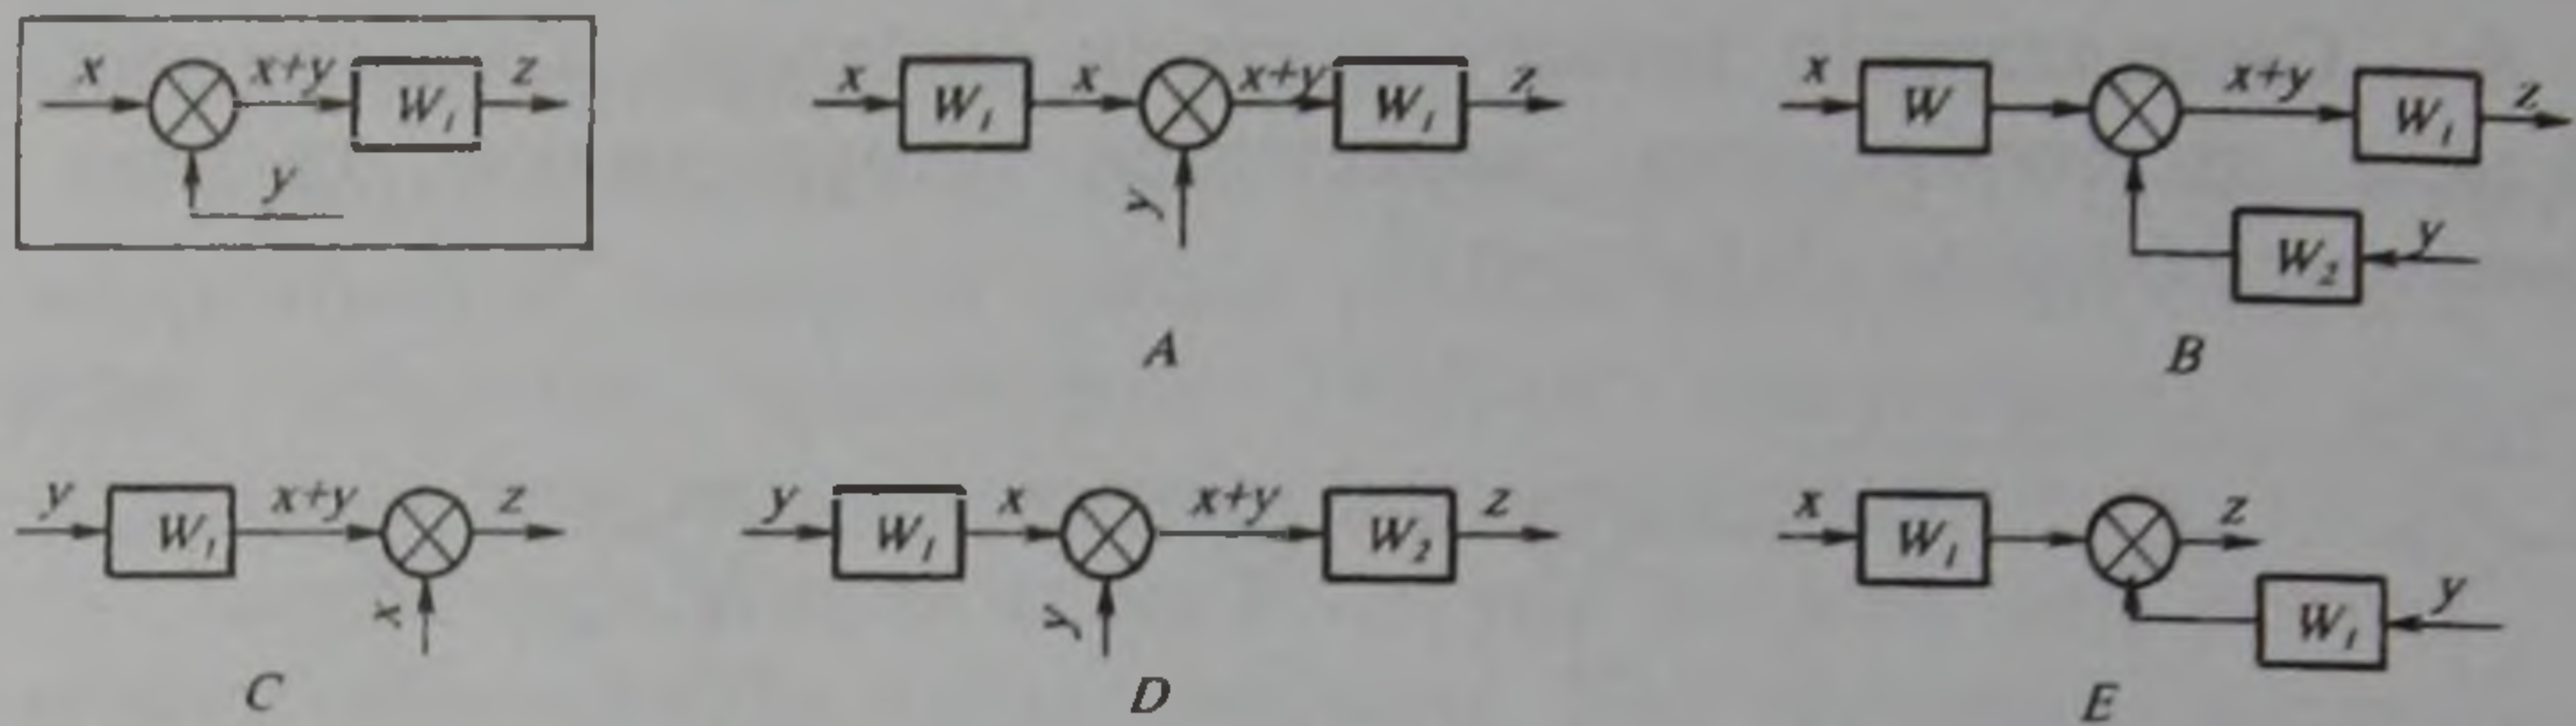 x x+y W₁ z
y
x W₁ x x+y W₁ z
y
A
x W x+y W₁ z
W₂ y
B
y W₁ x+y z
x
C
y W₁ x x+y W₂ z
y
D
x W₁ z
W₁ y
E